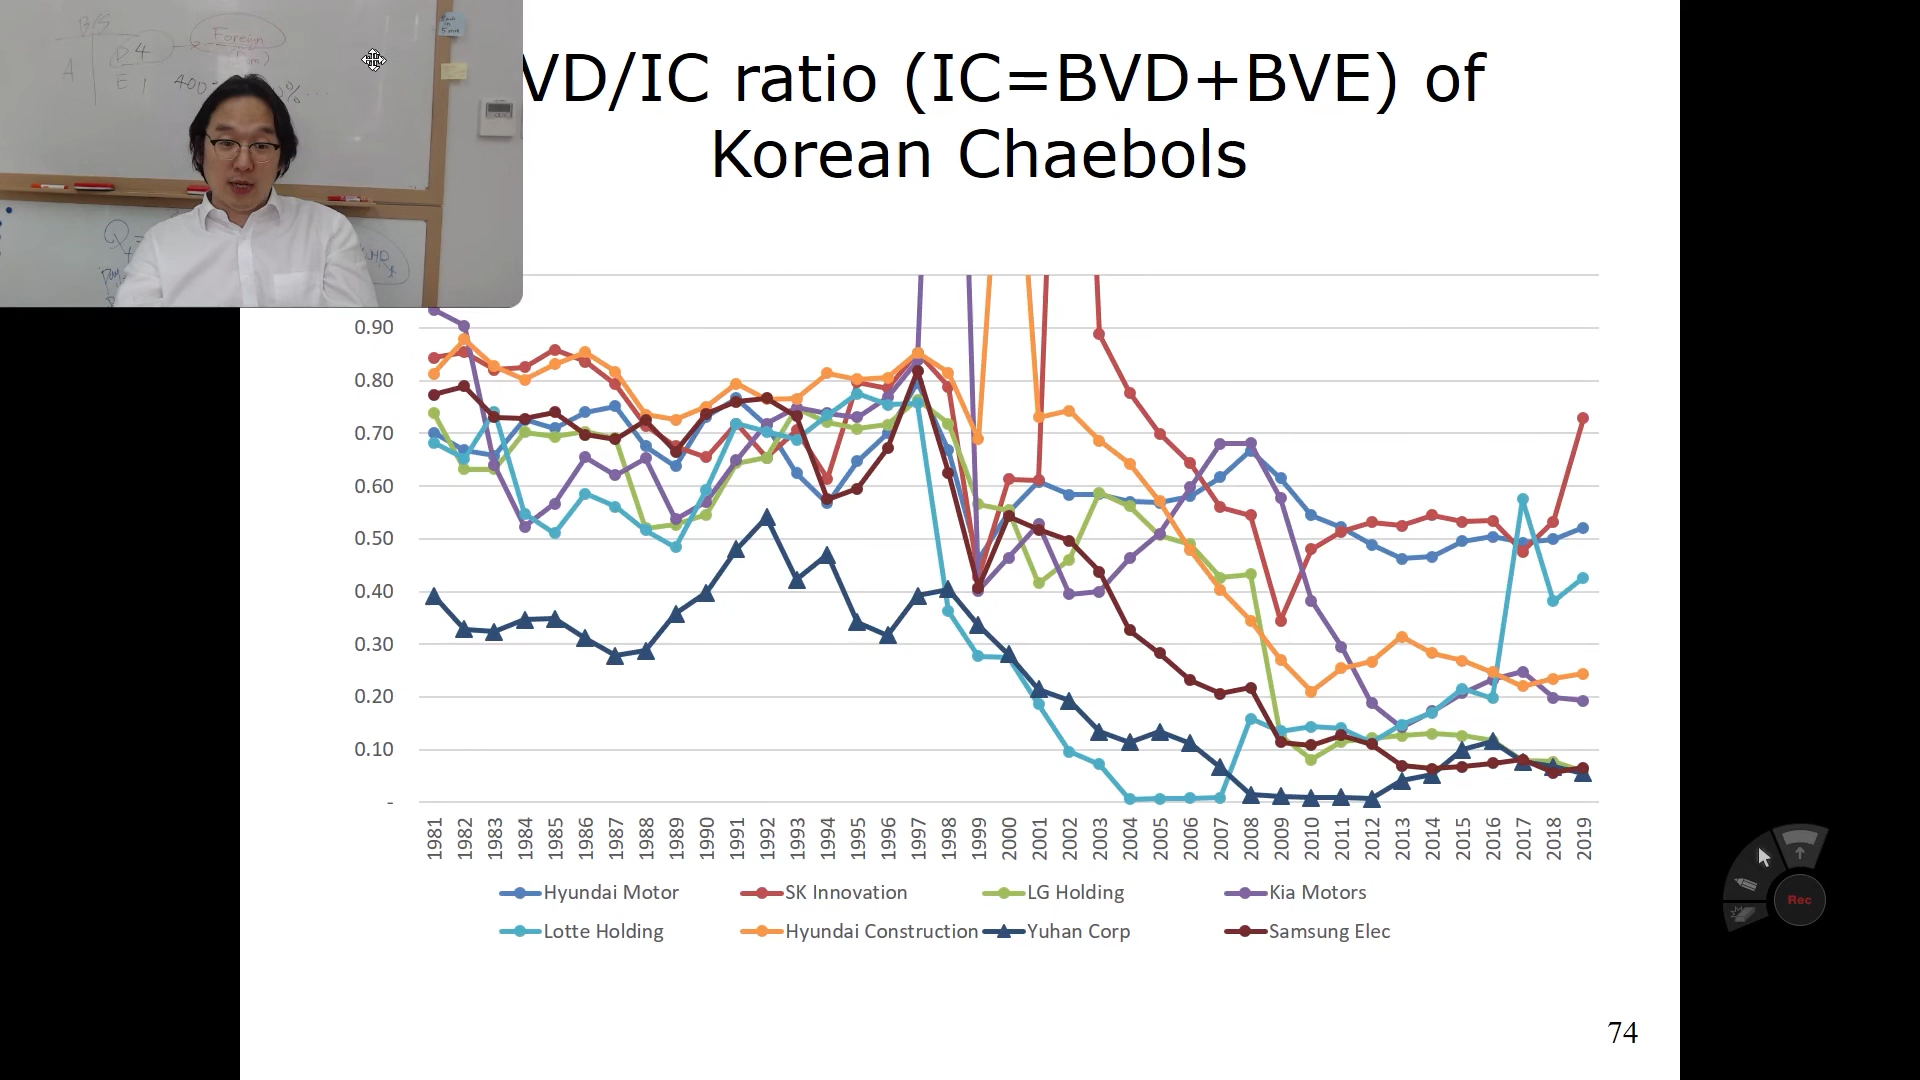 B/S
Foreign
D 4
A
E 1
400
VD/IC ratio (IC=BVD+BVE) of
Korean Chaebols
0.90
0.80
0.70
0.60
0.50
0.40
0.30
0.20
0.10
-
1981 1982 1983 1984 1985 1986 1987 1988 1989 1990 1991 1992 1993 1994 1995 1996 1997 1998 1999 2000 2001 2002 2003 2004 2005 2006 2007 2008 2009 2010 2011 2012 2013 2014 2015 2016 2017 2018 2019
Hyundai Motor SK Innovation LG Holding Kia Motors
Lotte Holding Hyundai Construction Yuhan Corp Samsung Elec
Rec
74